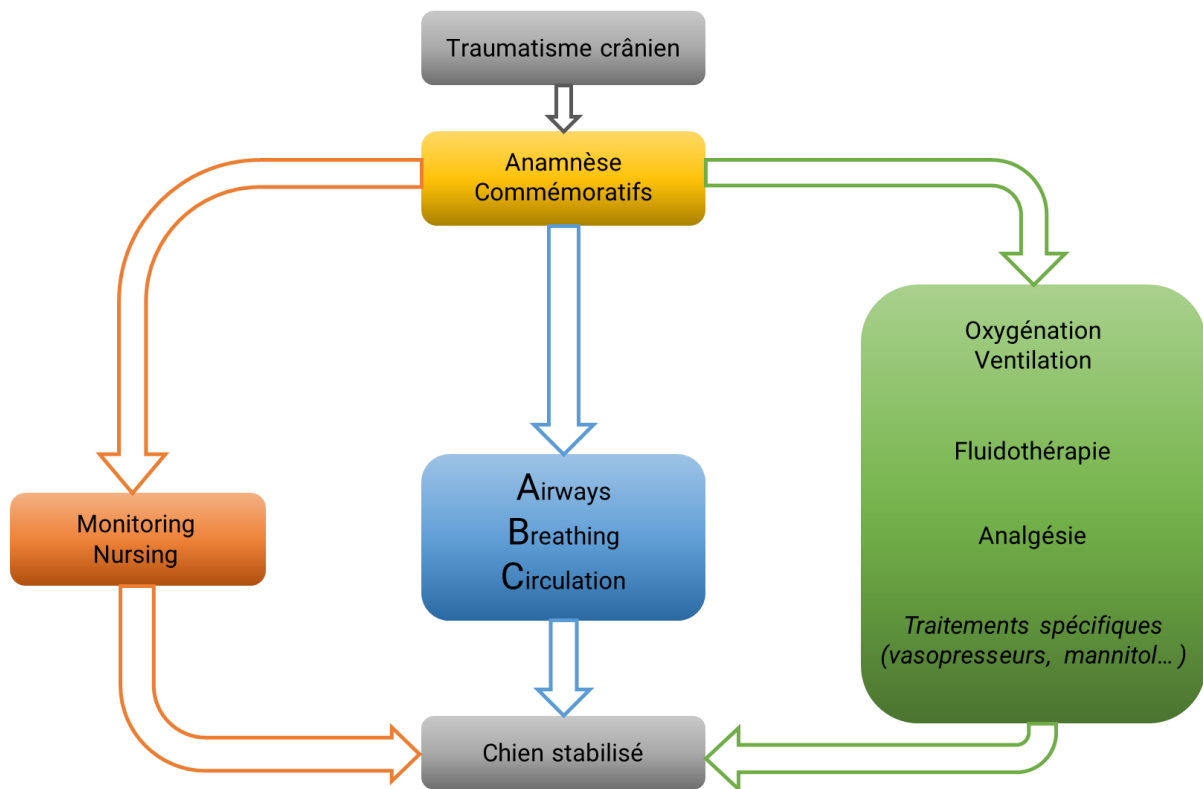 Traumatisme crânien
Anamnèse
Commémoratifs
Oxygénation
Ventilation
Fluidothérapie
Analgésie
Traitements spécifiques
(vasopresseurs, mannitol… )
Airways
Breathing
Circulation
Monitoring
Nursing
Chien stabilisé